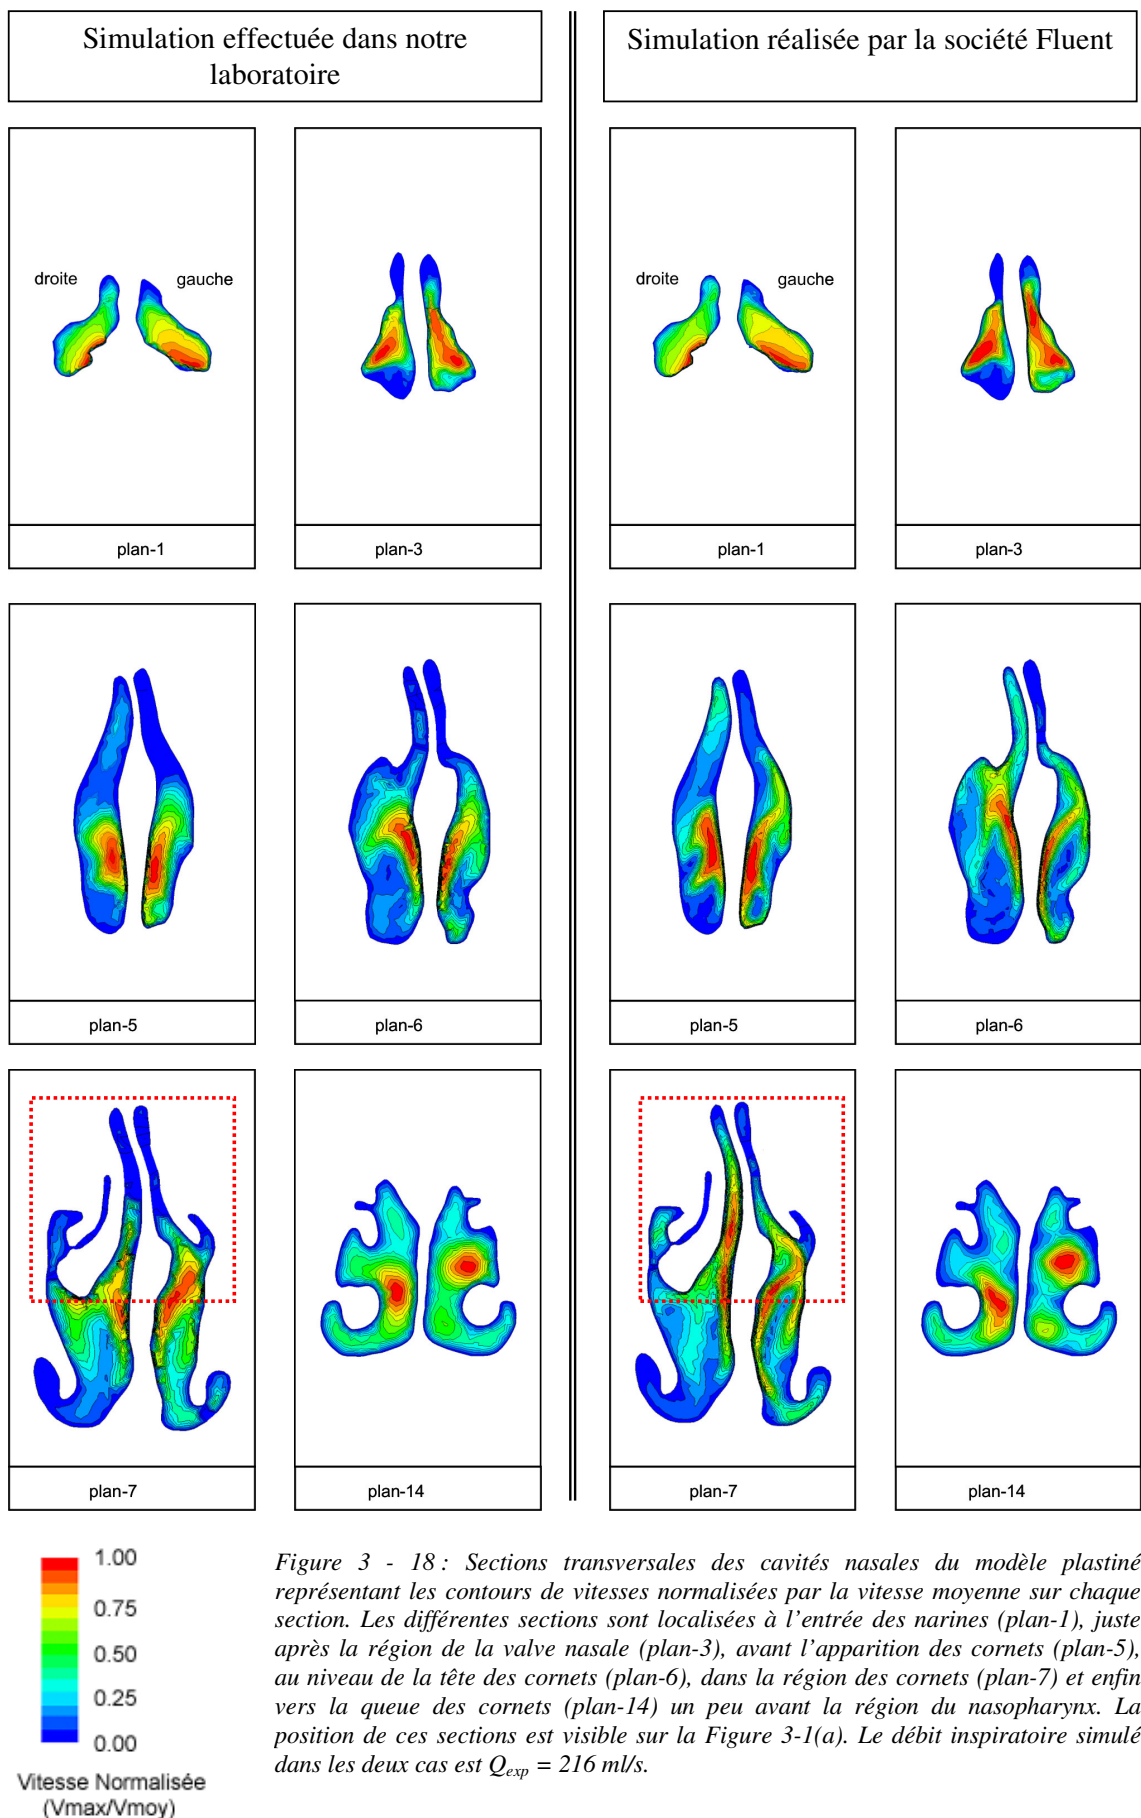 Simulation effectuée dans notre
laboratoire
Simulation réalisée par la société Fluent
droite
gauche
plan-1
plan-3
droite
gauche
plan-1
plan-3
plan-5
plan-6
plan-5
plan-6
plan-7
plan-14
plan-7
plan-14
1.00
0.75
0.50
0.25
0.00
Vitesse Normalisée
(Vmax/Vmoy)
Figure 3 - 18 : Sections transversales des cavités nasales du modèle plastiné
représentant les contours de vitesses normalisées par la vitesse moyenne sur chaque
section. Les différentes sections sont localisées à l'entrée des narines (plan-1), juste
après la région de la valve nasale (plan-3), avant l'apparition des cornets (plan-5),
au niveau de la tête des cornets (plan-6), dans la région des cornets (plan-7) et enfin
vers la queue des cornets (plan-14) un peu avant la région du nasopharynx. La
position de ces sections est visible sur la Figure 3-1(a). Le débit inspiratoire simulé
dans les deux cas est Qexp = 216 ml/s.